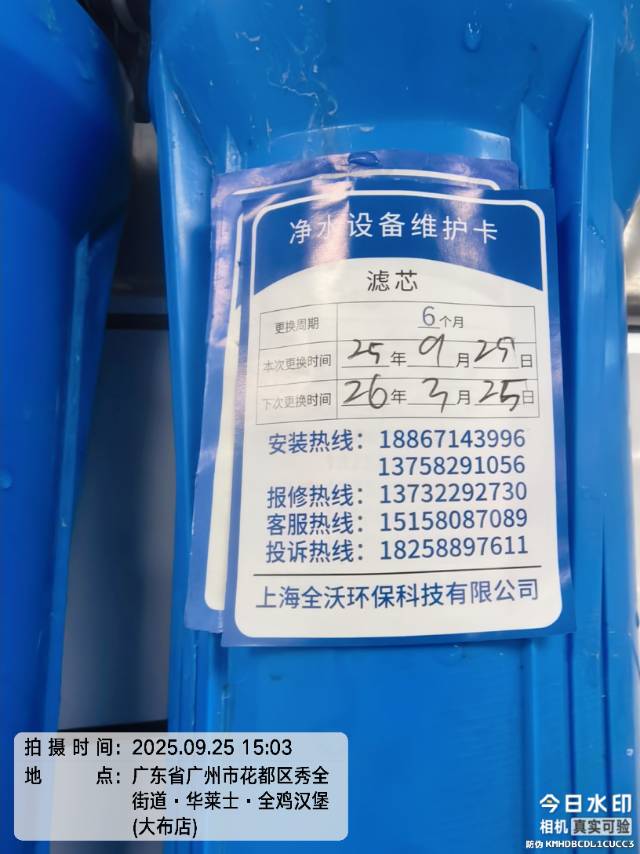 净水设备维护卡
滤芯
更换周期 6个月
本次更换时间 25年9月25日
下次更换时间 26年3月25日
安装热线：18867143996
13758291056
报修热线：13732292730
客服热线：15158087089
投诉热线：18258897611
上海全沃环保科技有限公司
拍摄时间：2025.09.25 15:03
地点：广东省广州市花都区秀全
街道·华莱士·全鸡汉堡
(大布店)
今日水印
相机 真实可验
防伪 KMHDBCDL1CUCC3